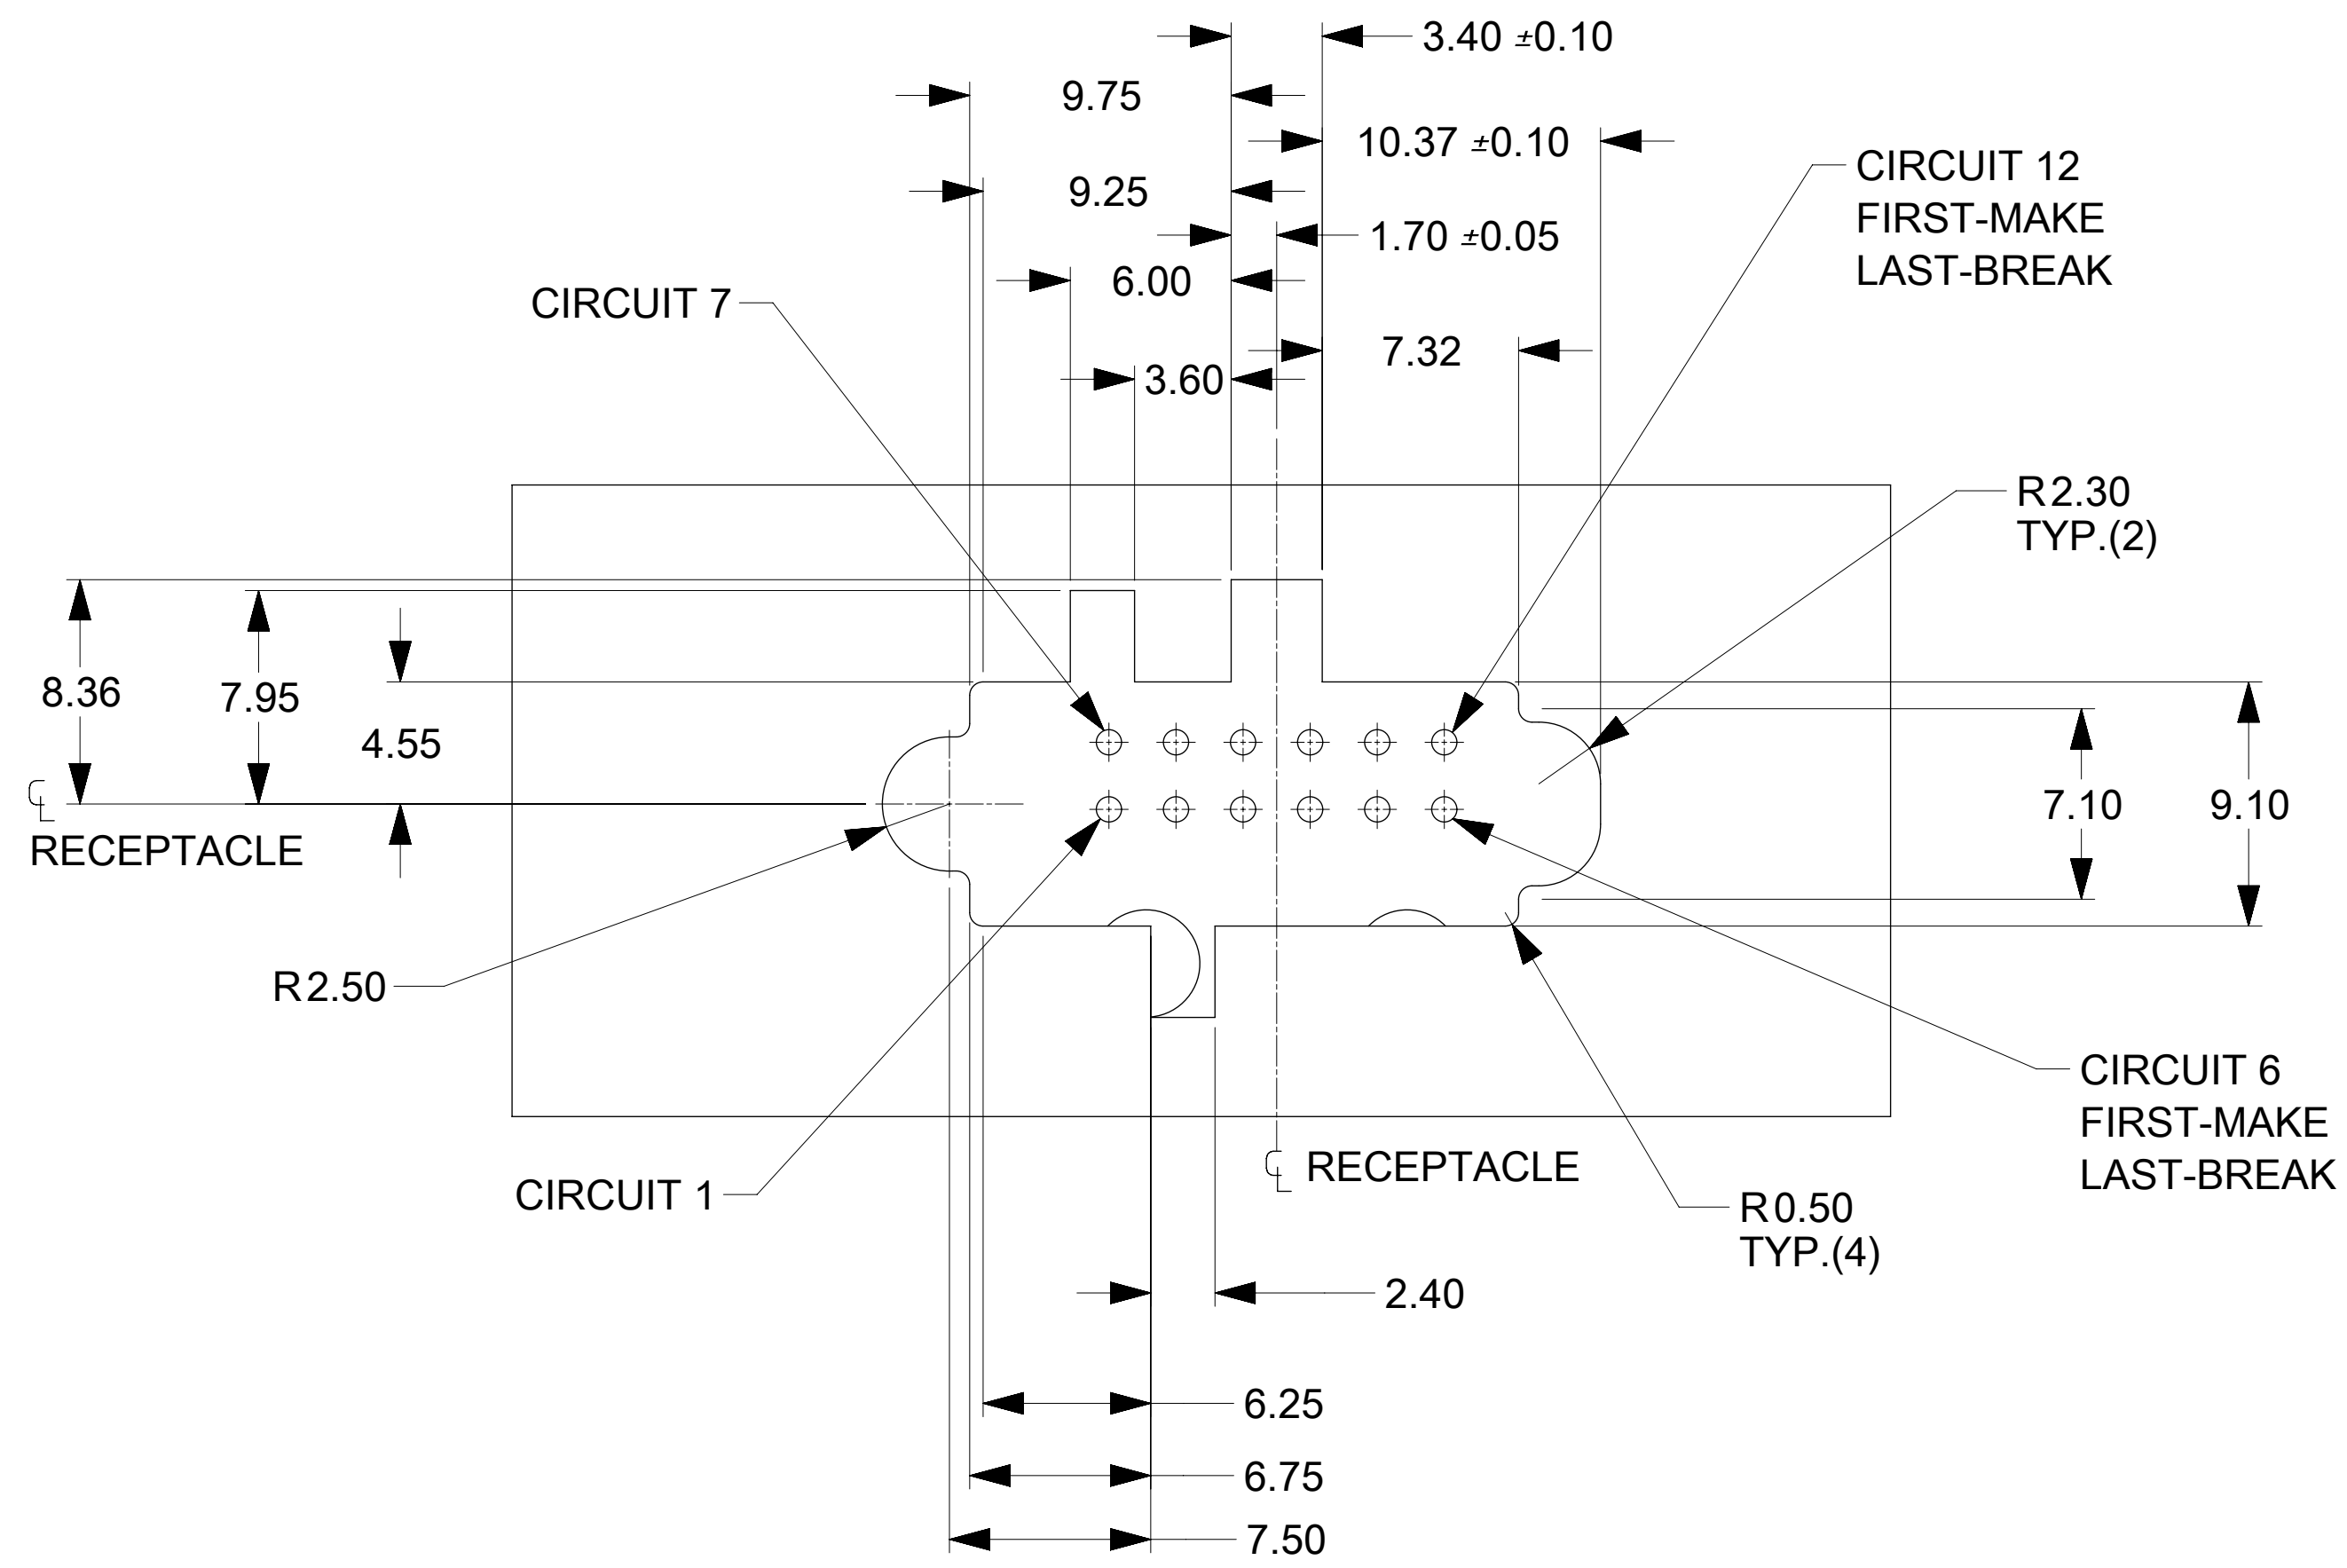 3.40 ±0.10
9.75
10.37 ±0.10
CIRCUIT 12
FIRST-MAKE
LAST-BREAK
9.25
1.70 ±0.05
6.00
CIRCUIT 7
7.32
3.60
R2.30
TYP.(2)
8.36
7.95
4.55
7.10
9.10
℄
RECEPTACLE
R2.50
CIRCUIT 6
FIRST-MAKE
LAST-BREAK
℄ RECEPTACLE
CIRCUIT 1
R0.50
TYP.(4)
2.40
6.25
6.75
7.50